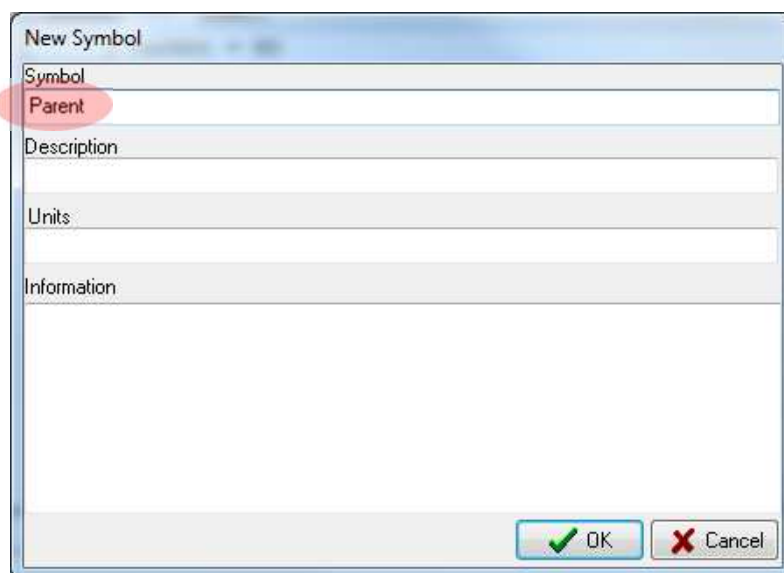 New Symbol
Symbol
Parent
Description
Units
Information
OK
Cancel